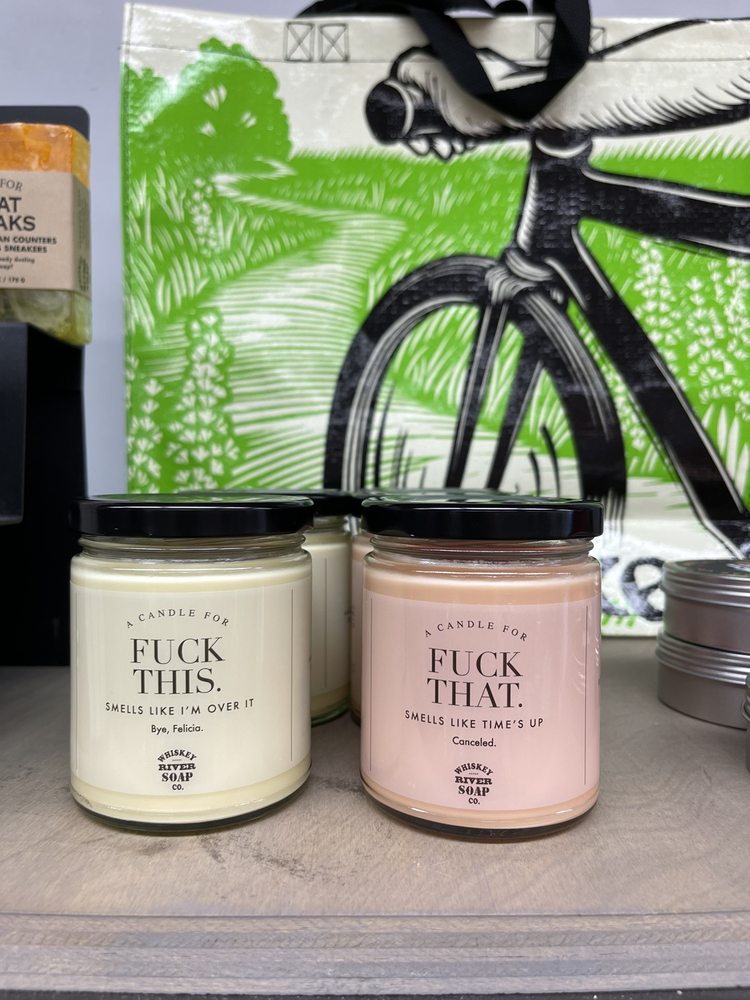 FOR
AT
AKS
AN COUNTERS
SNEAKERS
A CANDLE FOR
FUCK
THIS.
SMELLS LIKE I'M OVER IT
Bye, Felicia.
WHISKEY
RIVER
SOAP
CO.
A CANDLE FOR
FUCK
THAT.
SMELLS LIKE TIME'S UP
Canceled.
WHISKEY
RIVER
SOAP
CO.